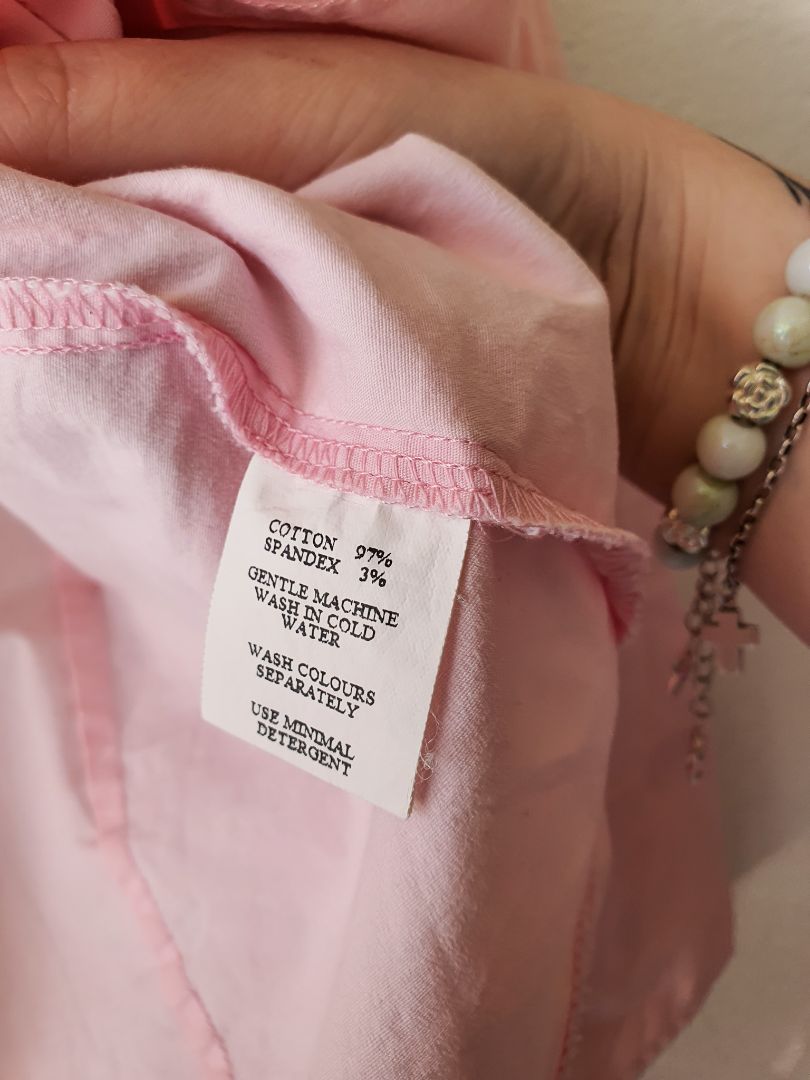 COTTON 97%
SPANDEX 3%
GENTLE MACHINE
WASH IN COLD
WATER
WASH COLOURS
SEPARATELY
USE MINIMAL
DETERGENT